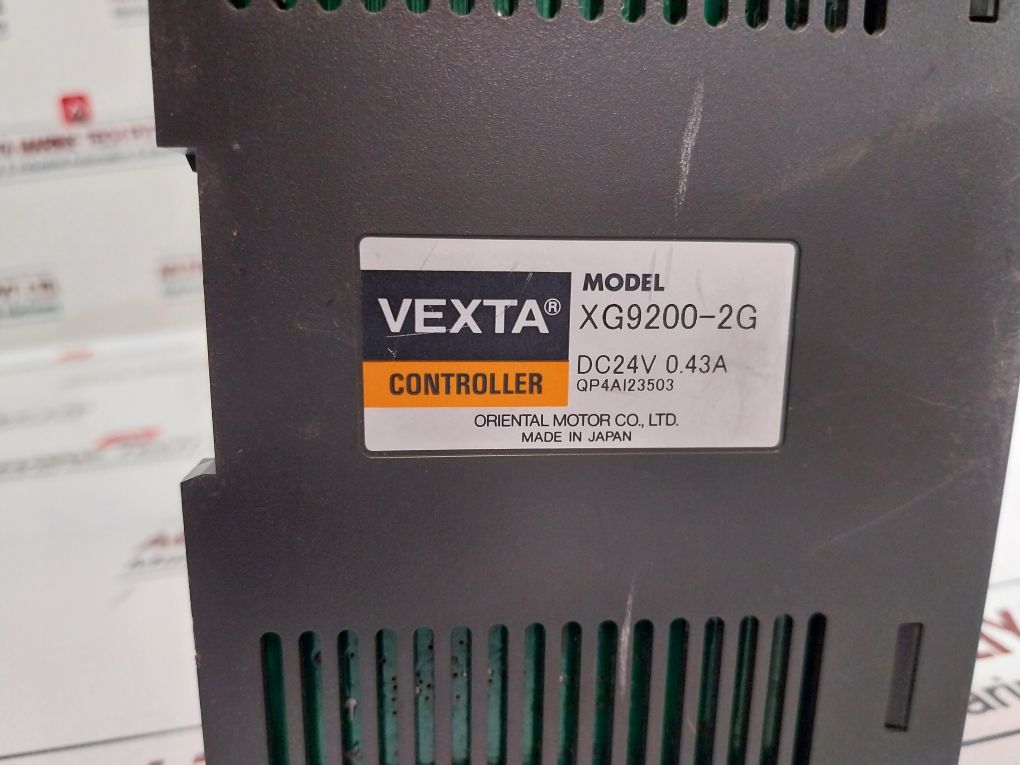 VEXTA®
CONTROLLER
MODEL
XG9200-2G
DC24V 0.43A
QP4AI23503
ORIENTAL MOTOR CO., LTD.
MADE IN JAPAN